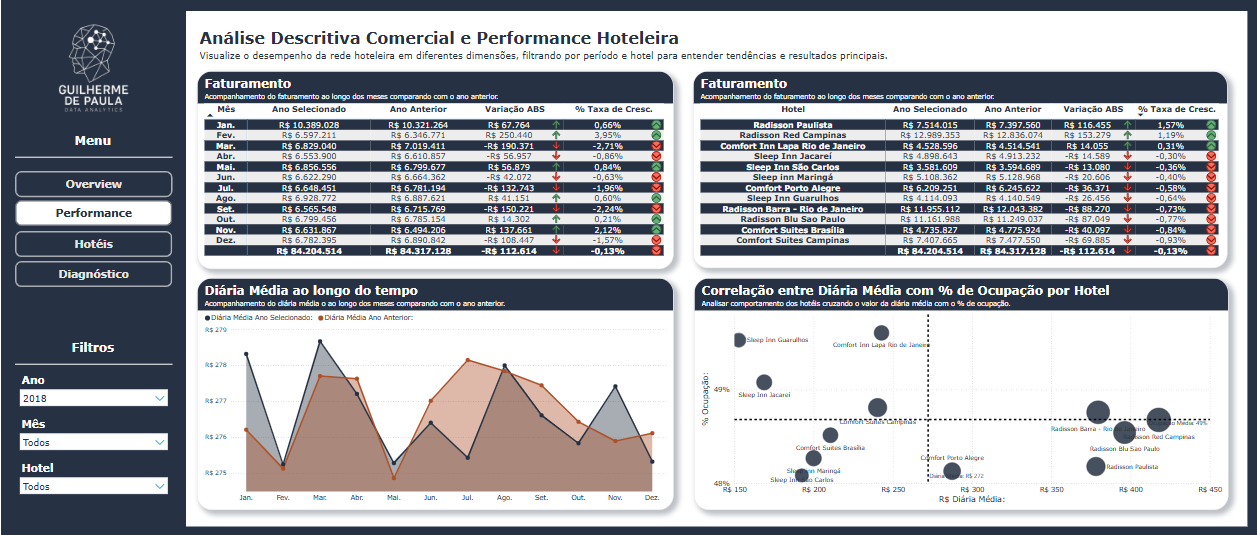 GUILHERME
DE PAULA
DATA ANALYTICS
Menu
Overview
Performance
Hotéis
Diagnóstico
Filtros
Ano
2018
Mês
Todos
Hotel
Todos
Análise Descritiva Comercial e Performance Hoteleira
Visualize o desempenho da rede hoteleira em diferentes dimensões, filtrando por período e hotel para entender tendências e resultados principais.
Faturamento
Acompanhamento do faturamento ao longo dos meses comparando com o ano anterior.
Mês Ano Selecionado Ano Anterior Variação ABS % Taxa de Cresc.
Jan. R$ 10.389.028 R$ 10.321.264 R$ 67.764 0,66%
Fev. R$ 6.597.211 R$ 6.346.771 R$ 250.440 3,95%
Mar. R$ 6.829.040 R$ 7.019.411 -R$ 190.371 -2,71%
Abr. R$ 6.553.900 R$ 6.610.857 -R$ 56.957 -0,86%
Mai. R$ 6.856.556 R$ 6.799.677 R$ 56.879 0,84%
Jun. R$ 6.622.290 R$ 6.664.362 -R$ 42.072 -0,63%
Jul. R$ 6.648.451 R$ 6.781.194 -R$ 132.743 -1,96%
Ago. R$ 6.928.772 R$ 6.887.621 R$ 41.151 0,60%
Set. R$ 6.565.548 R$ 6.715.769 -R$ 150.221 -2,24%
Out. R$ 6.799.456 R$ 6.785.154 R$ 14.302 0,21%
Nov. R$ 6.631.867 R$ 6.494.206 R$ 137.661 2,12%
Dez. R$ 6.782.395 R$ 6.890.842 -R$ 108.447 -1,57%
R$ 84.204.514 R$ 84.317.128 -R$ 112.614 -0,13%
Faturamento
Acompanhamento do faturamento ao longo dos meses comparando com o ano anterior.
Hotel Ano Selecionado Ano Anterior Variação ABS % Taxa de Cresc.
Radisson Paulista R$ 7.514.015 R$ 7.397.560 R$ 116.455 1,57%
Radisson Red Campinas R$ 12.989.353 R$ 12.836.074 R$ 153.279 1,19%
Comfort Inn Lapa Rio de Janeiro R$ 4.528.596 R$ 4.514.541 R$ 14.055 0,31%
Sleep Inn Jacareí R$ 4.898.643 R$ 4.913.232 -R$ 14.589 -0,30%
Sleep Inn São Carlos R$ 3.581.609 R$ 3.594.689 -R$ 13.080 -0,36%
Sleep inn Maringá R$ 5.108.362 R$ 5.128.968 -R$ 20.606 -0,40%
Comfort Porto Alegre R$ 6.209.251 R$ 6.245.622 -R$ 36.371 -0,58%
Sleep Inn Guarulhos R$ 4.114.093 R$ 4.140.549 -R$ 26.456 -0,64%
Radisson Barra - Rio de Janeiro R$ 11.955.112 R$ 12.043.382 -R$ 88.270 -0,73%
Radisson Blu Sao Paulo R$ 11.161.988 R$ 11.249.037 -R$ 87.049 -0,77%
Comfort Suites Brasília R$ 4.735.827 R$ 4.775.924 -R$ 40.097 -0,84%
Comfort Suites Campinas R$ 7.407.665 R$ 7.477.550 -R$ 69.885 -0,93%
R$ 84.204.514 R$ 84.317.128 -R$ 112.614 -0,13%
Diária Média ao longo do tempo
Acompanhamento do diária média o ao longo dos meses comparando com o ano anterior.
Diária Média Ano Selecionado: Diária Média Ano Anterior:
R$ 279
R$ 278
R$ 277
R$ 276
R$ 275
Jan. Fev. Mar. Abr. Mai. Jun. Jul. Ago. Set. Out. Nov. Dez.
Correlação entre Diária Média com % de Ocupação por Hotel
Analisar comportamento dos hotéis cruzando o valor da diária média com o % de ocupação.
% Ocupação:
49%
48%
Sleep Inn Guarulhos
Comfort Inn Lapa Rio de Janeiro
Sleep Inn Jacareí
Comfort Suites Campinas
Média: 49%
Radisson Barra - Rio de Janeiro
Radisson Red Campinas
Comfort Suites Brasília
Radisson Blu Sao Paulo
Comfort Porto Alegre
Sleep inn Maringá
Radisson Paulista
Sleep Inn São Carlos
R$ 272
R$ 150 R$ 200 R$ 250 R$ 300 R$ 350 R$ 400 R$ 450
R$ Diária Média: